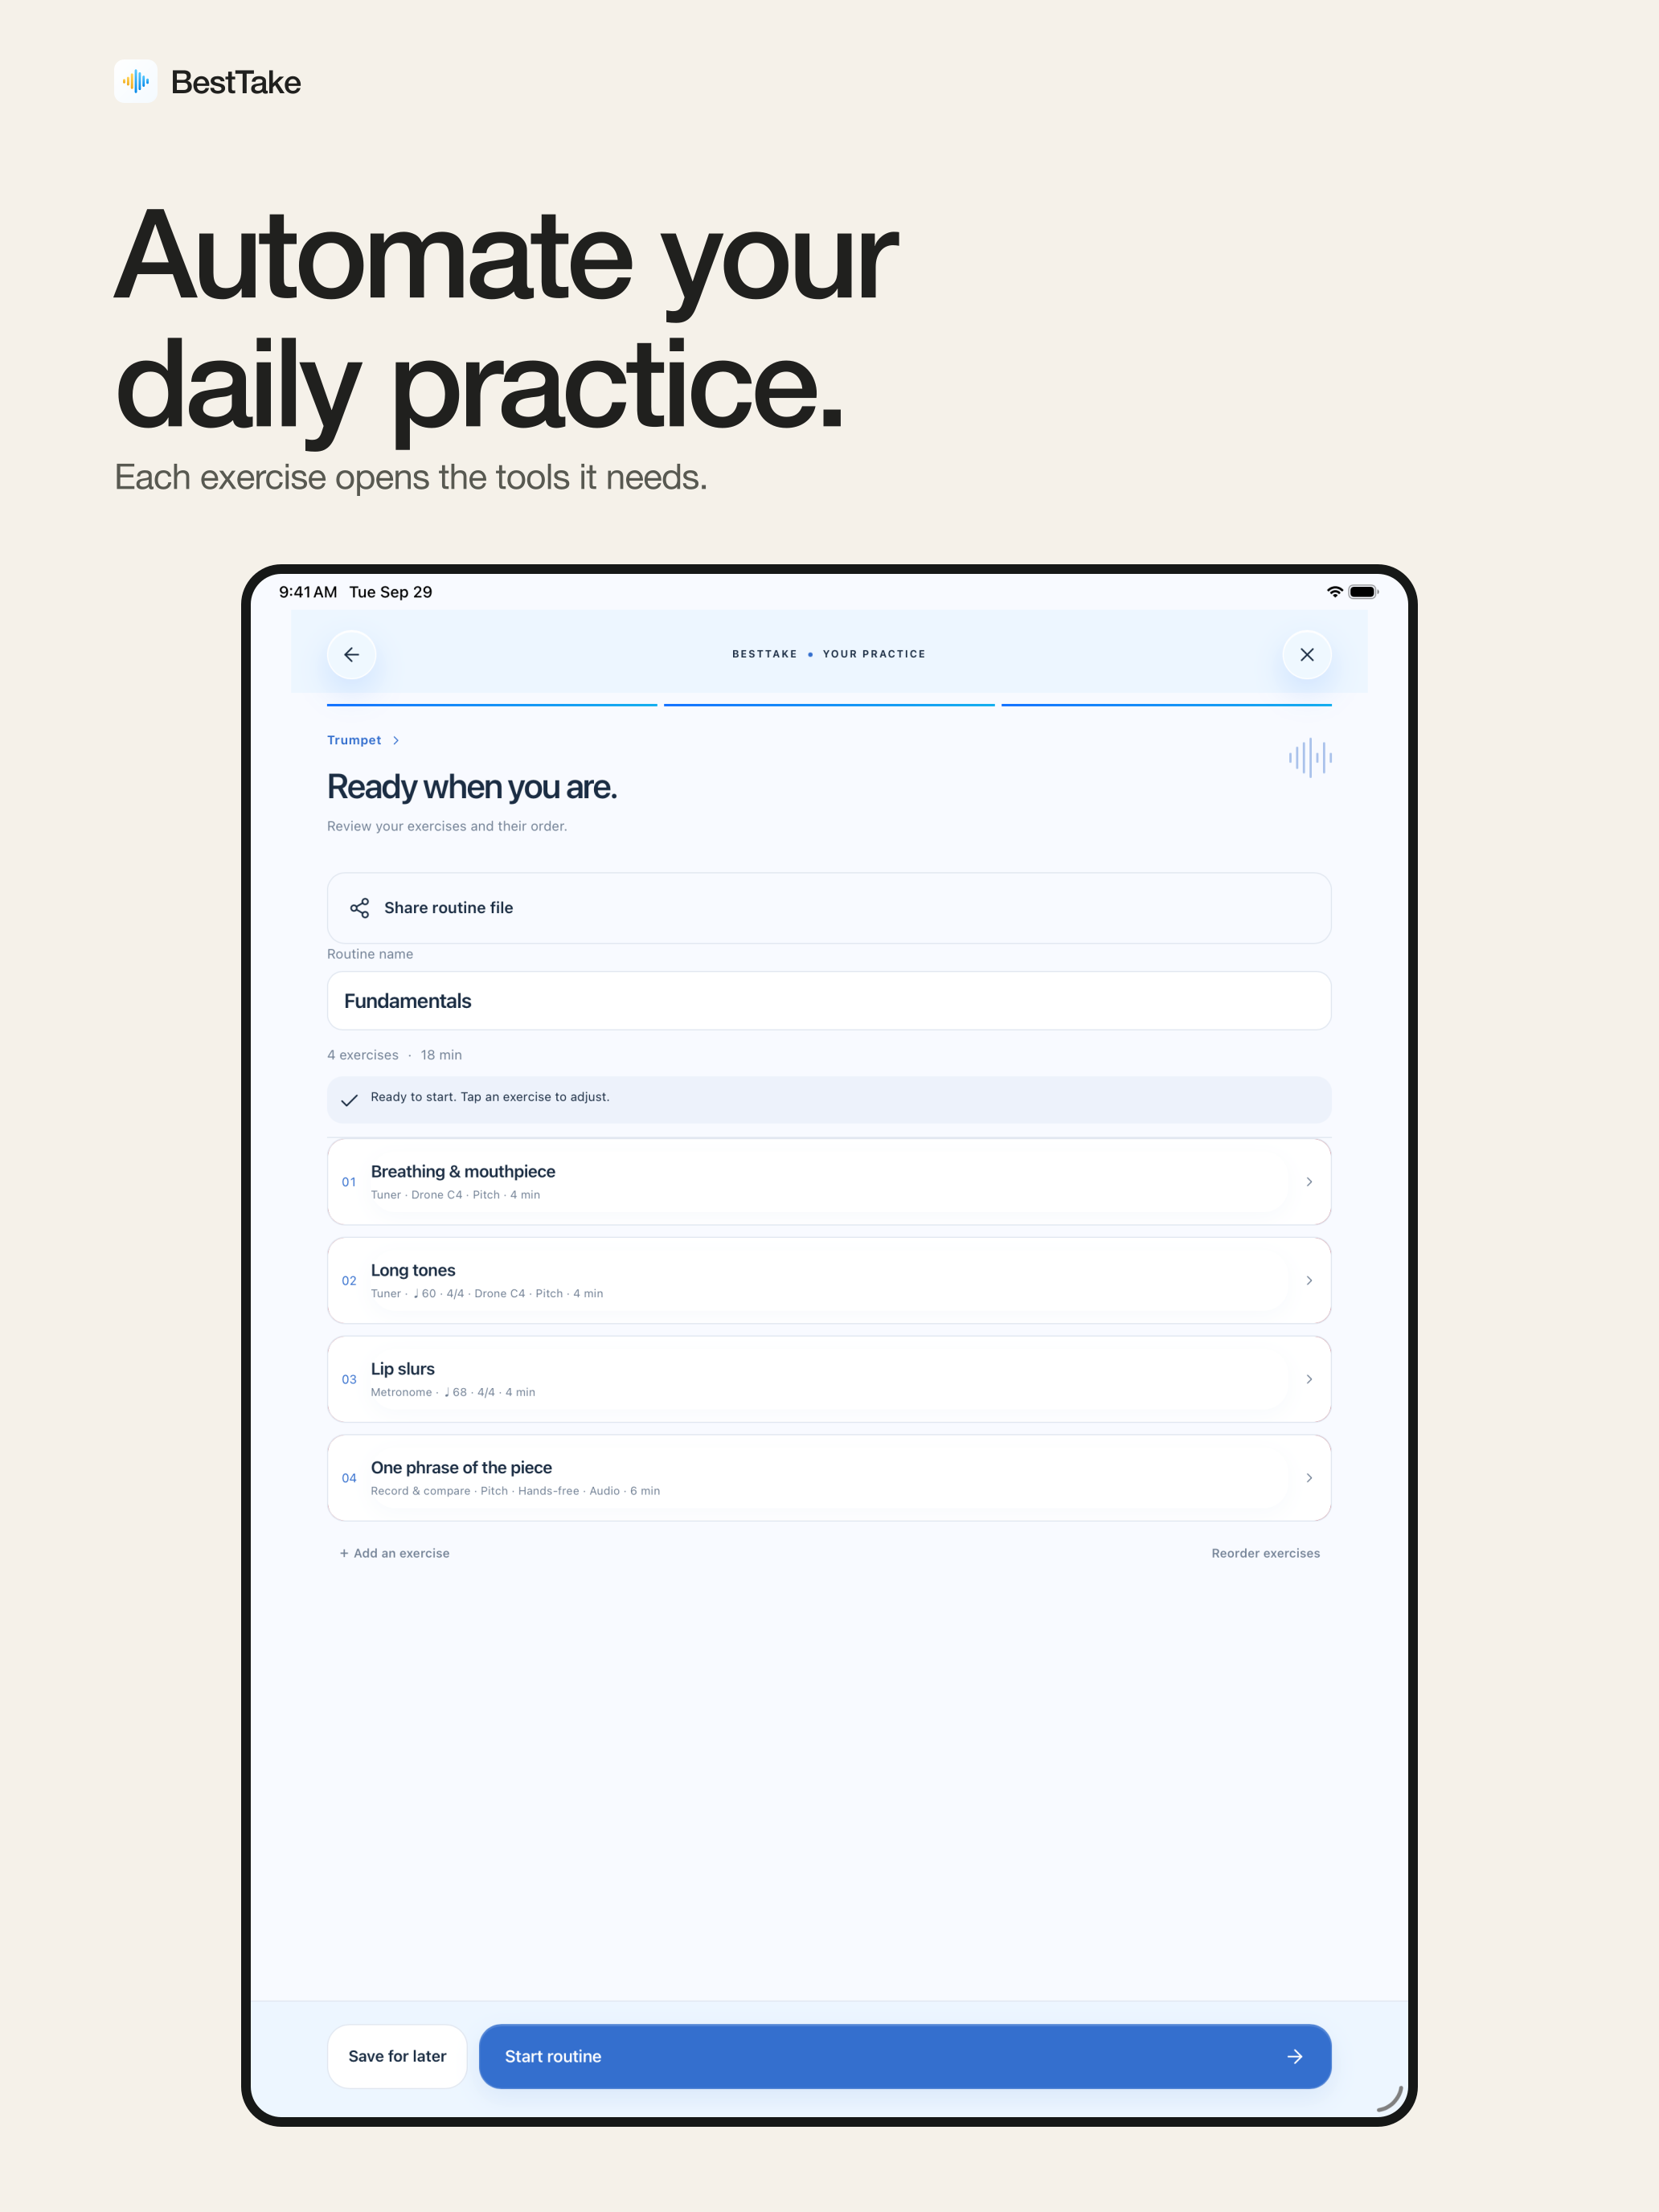 BestTake
Automate your
daily practice.
Each exercise opens the tools it needs.
9:41 AM Tue Sep 29
BESTTAKE • YOUR PRACTICE
Trumpet
Ready when you are.
Review your exercises and their order.
Share routine file
Routine name
Fundamentals
4 exercises · 18 min
Ready to start. Tap an exercise to adjust.
01 Breathing & mouthpiece
Tuner · Drone C4 · Pitch · 4 min
02 Long tones
Tuner · ♩ 60 · 4/4 · Drone C4 · Pitch · 4 min
03 Lip slurs
Metronome · ♩ 68 · 4/4 · 4 min
04 One phrase of the piece
Record & compare · Pitch · Hands-free · Audio · 6 min
+ Add an exercise Reorder exercises
Save for later Start routine